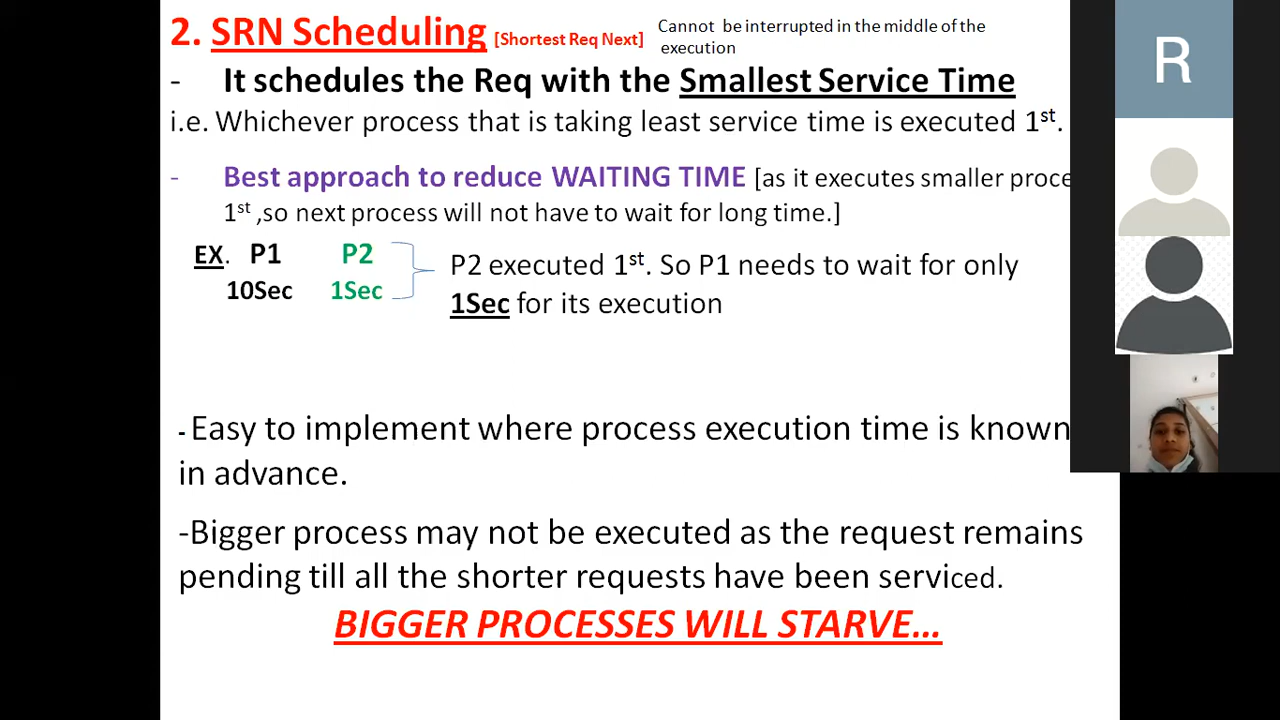 2. SRN Scheduling [Shortest Req Next] Cannot be interrupted in the middle of the
execution
- It schedules the Req with the Smallest Service Time
i.e. Whichever process that is taking least service time is executed 1st.
- Best approach to reduce WAITING TIME [as it executes smaller proce
1st ,so next process will not have to wait for long time.]
EX. P1 P2
10Sec 1Sec
P2 executed 1st. So P1 needs to wait for only
1Sec for its execution
- Easy to implement where process execution time is known
in advance.
-Bigger process may not be executed as the request remains
pending till all the shorter requests have been serviced.
BIGGER PROCESSES WILL STARVE...
R